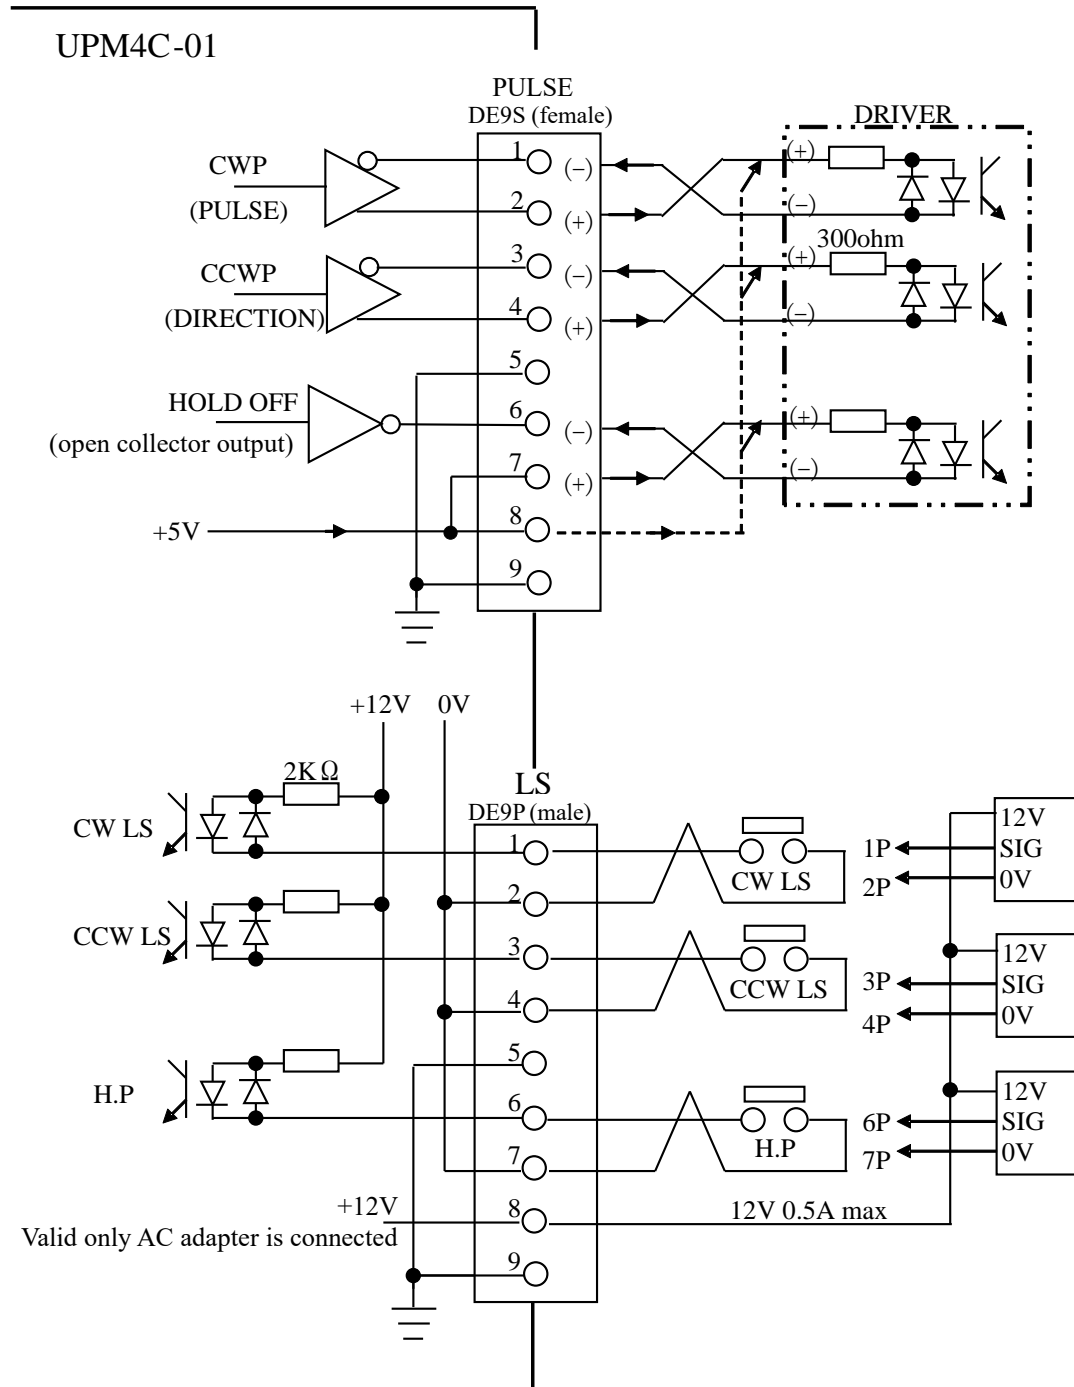 UPM4C-01
PULSE
DE9S (female)
DRIVER
CWP
(PULSE)
1
(−)
(+)
2
(+)
(−)
300ohm
CCWP
(DIRECTION)
3
(−)
(+)
4
(+)
(−)
5
HOLD OFF
(open collector output)
6
(−)
(+)
7
(+)
(−)
+5V
8
9
+12V 0V
2KΩ
LS
DE9P (male)
CW LS
1
CW LS
1P
2P
12V
SIG
0V
2
CCW LS
3
CCW LS
3P
4P
12V
SIG
0V
4
5
H.P
6
H.P
6P
7P
12V
SIG
0V
7
+12V
8
12V 0.5A max
Valid only AC adapter is connected
9